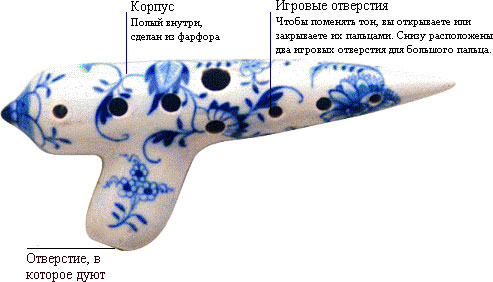 Корпус
Полый внутри,
сделан из фарфора
Игровые отверстия
Чтобы поменять тон, вы открываете или
закрываете их пальцами. Снизу расположены
два игровых отверстия для большого пальца.
Отверстие, в
которое дуют